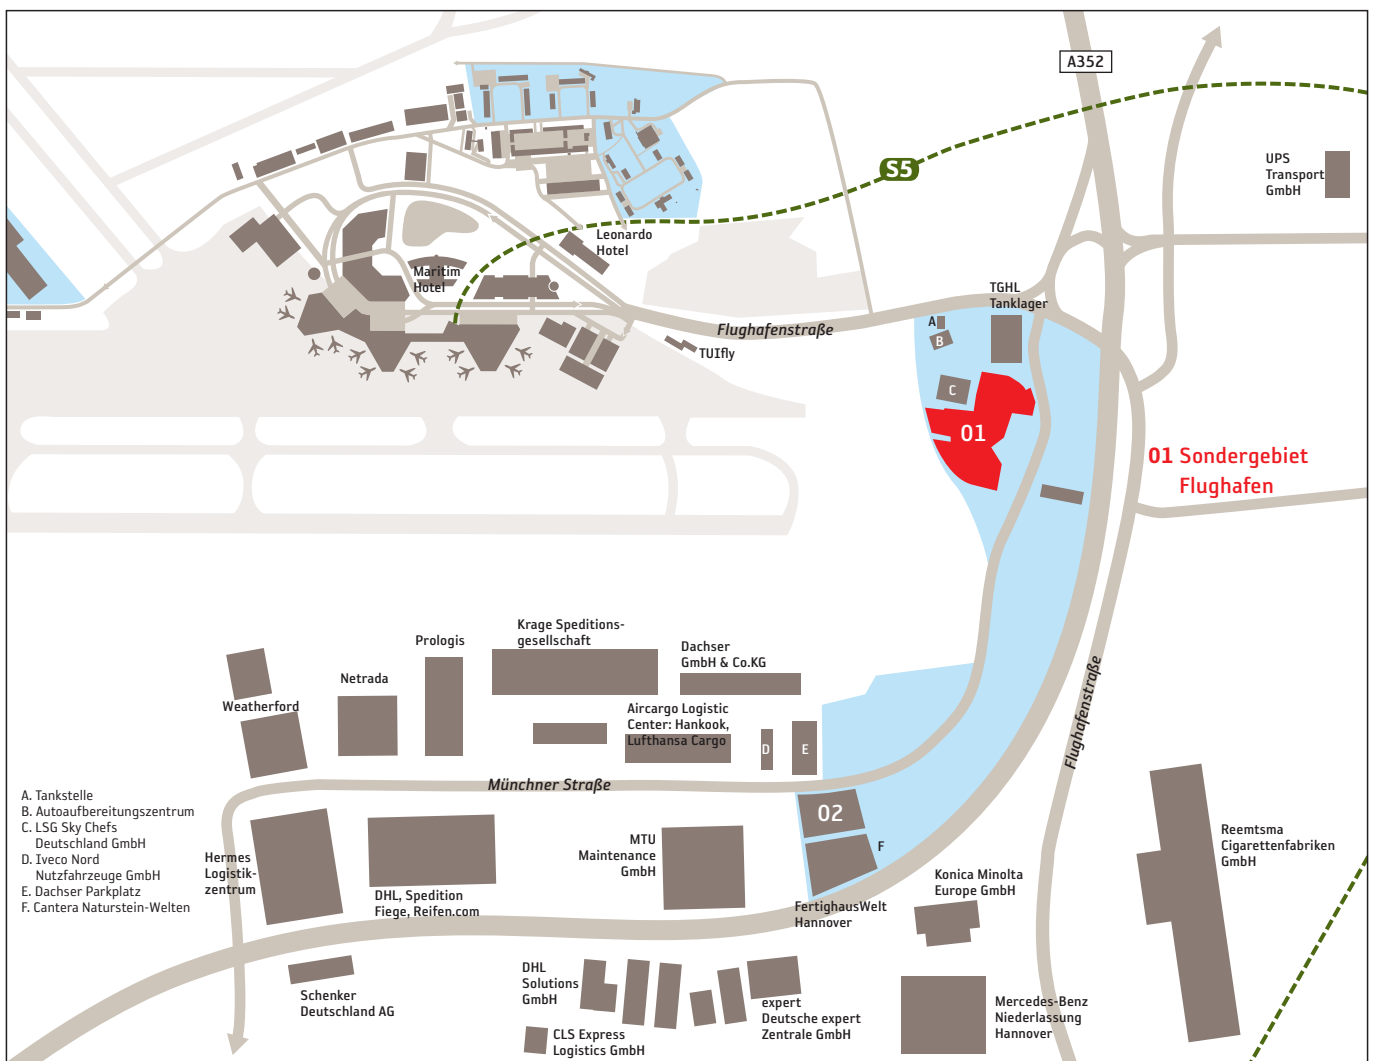 A352
S5
UPS
Transport
GmbH
Leonardo
Hotel
Maritim
Hotel
TGHL
Tanklager
Flughafenstraße
A
B
TUIfly
C
01
01 Sondergebiet
Flughafen
Krage Speditions-
gesellschaft
Prologis
Dachser
GmbH & Co.KG
Netrada
Weatherford
Aircargo Logistic
Center: Hankook,
Lufthansa Cargo
D
E
Flughafenstraße
Münchner Straße
A. Tankstelle
B. Autoaufbereitungszentrum
C. LSG Sky Chefs
Deutschland GmbH
D. Iveco Nord
Nutzfahrzeuge GmbH
E. Dachser Parkplatz
F. Cantera Naturstein-Welten
02
F
Hermes
Logistik-
zentrum
MTU
Maintenance
GmbH
Reemtsma
Cigarettenfabriken
GmbH
DHL, Spedition
Fiege, Reifen.com
Konica Minolta
Europe GmbH
FertighausWelt
Hannover
DHL
Solutions
GmbH
Schenker
Deutschland AG
expert
Deutsche expert
Zentrale GmbH
Mercedes-Benz
Niederlassung
Hannover
CLS Express
Logistics GmbH